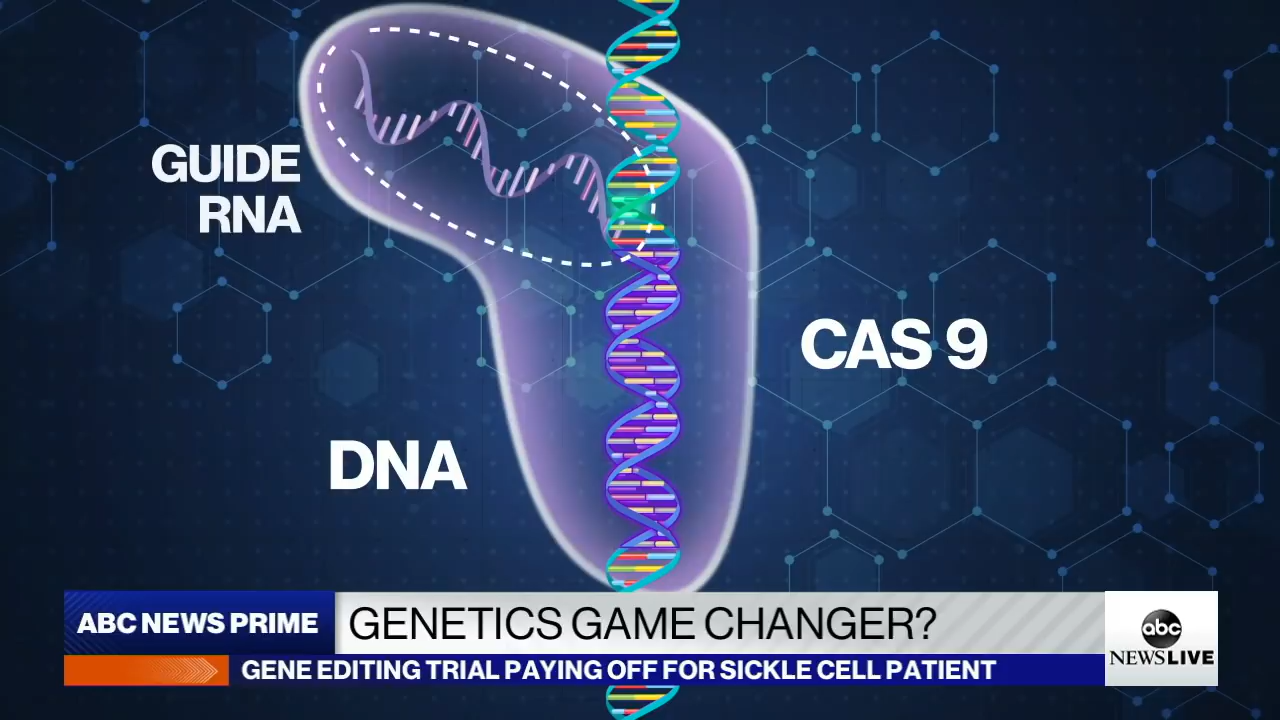 GUIDE
RNA
CAS 9
DNA
ABC NEWS PRIME
GENETICS GAME CHANGER?
GENE EDITING TRIAL PAYING OFF FOR SICKLE CELL PATIENT
abc
NEWS LIVE